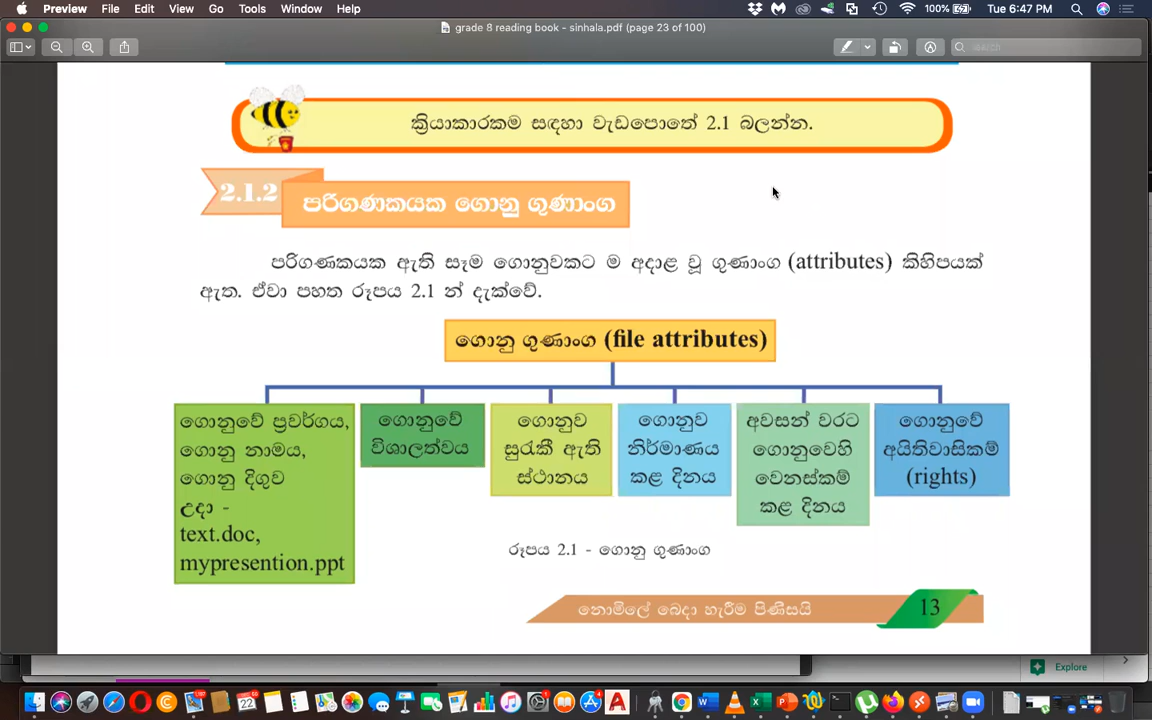 Preview File Edit View Go Tools Window Help
100% Tue 6:47 PM
grade 8 reading book - sinhala.pdf (page 23 of 100)
search
ක්‍රියාකාරකම සඳහා වැඩපොතේ 2.1 බලන්න.
2.1.2 පරිගණකයක ගොනු ගුණාංග
පරිගණකයක ඇති සෑම ගොනුවකට ම අදාළ වූ ගුණාංග (attributes) කිහිපයක්
ඇත. ඒවා පහත රූපය 2.1 න් දැක්වේ.
ගොනු ගුණාංග (file attributes)
ගොනුවේ ප්‍රවර්ගය,
ගොනු නාමය,
ගොනු දිගුව
උදා -
text.doc,
mypresention.ppt
ගොනුවේ
විශාලත්වය
ගොනුව
සුරැකී ඇති
ස්ථානය
ගොනුව
නිර්මාණය
කළ දිනය
අවසන් වරට
ගොනුවෙහි
වෙනස්කම්
කළ දිනය
ගොනුවේ
අයිතිවාසිකම්
(rights)
රූපය 2.1 - ගොනු ගුණාංග
නොමිලේ බෙදා හැරීම පිණිසයි 13
Explore